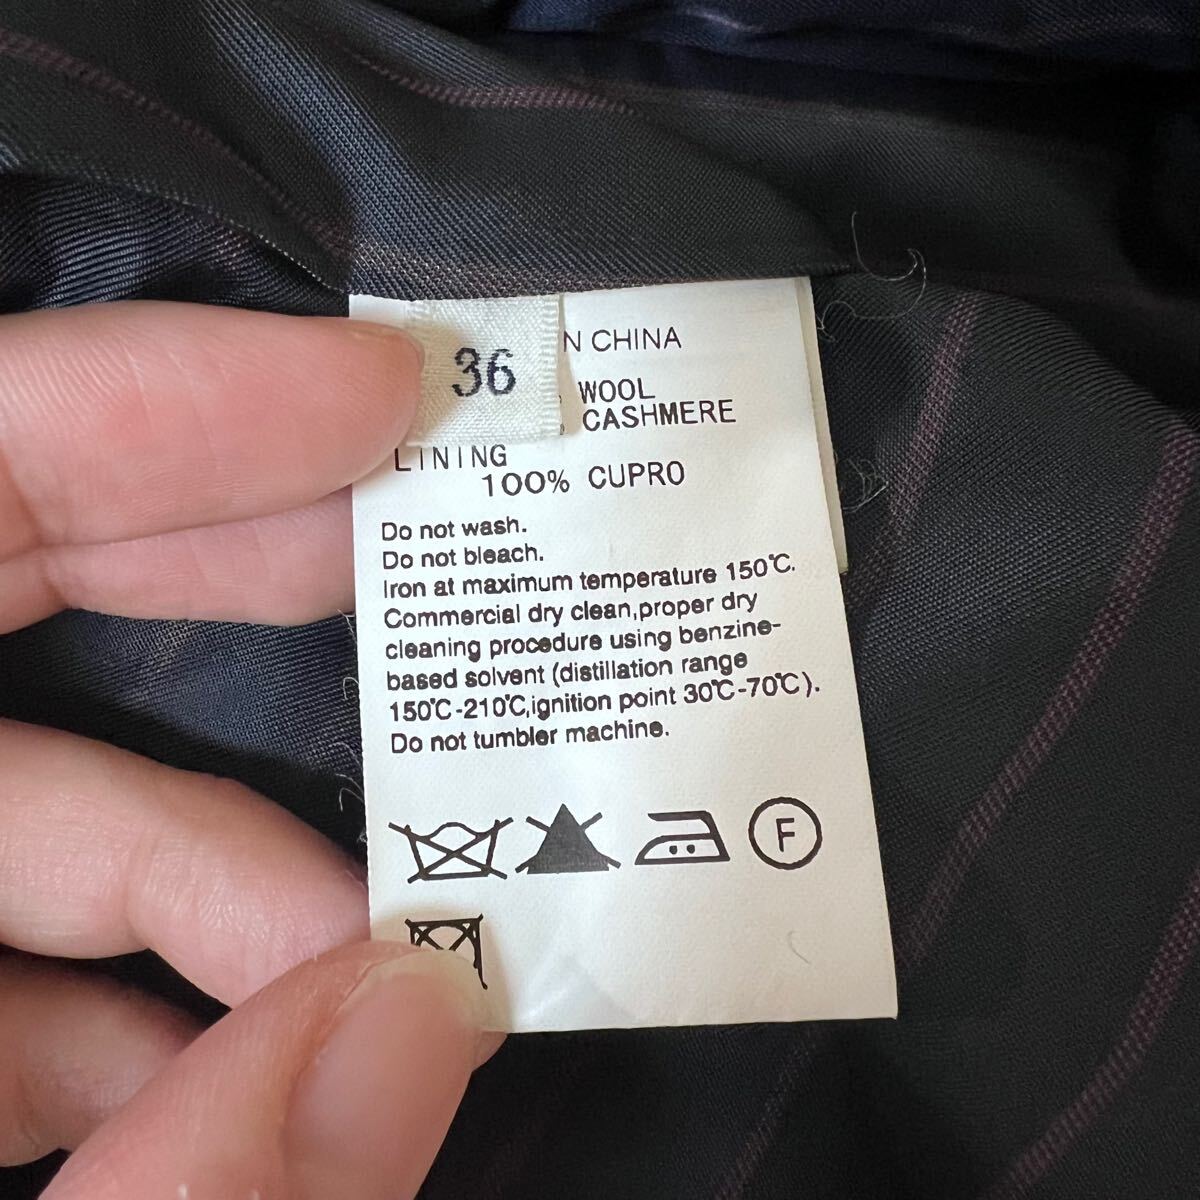 36
N CHINA
WOOL
CASHMERE
LINING
100% CUPRO
Do not wash.
Do not bleach.
Iron at maximum temperature 150℃.
Commercial dry clean,proper dry
cleaning procedure using benzine-
based solvent (distillation range
150℃-210℃,ignition point 30℃-70℃).
Do not tumbler machine.
F